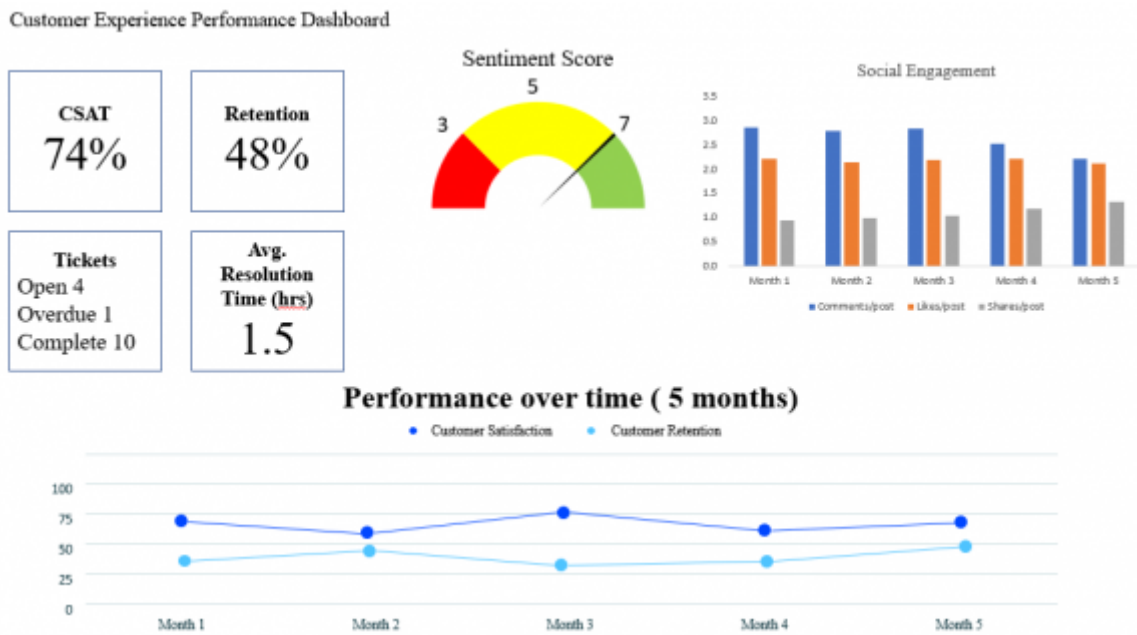 Customer Experience Performance Dashboard
CSAT
74%
Retention
48%
Tickets
Open 4
Overdue 1
Complete 10
Avg.
Resolution
Time (hrs)
1.5
Sentiment Score
5
3
7
Social Engagement
3.5
3.0
2.5
2.0
1.5
1.0
0.5
0.0
Month 1 Month 2 Month 3 Month 4 Month 5
Comments/post Likes/post Shares/post
Performance over time ( 5 months)
Customer Satisfaction Customer Retention
100
75
50
25
0
Month 1 Month 2 Month 3 Month 4 Month 5